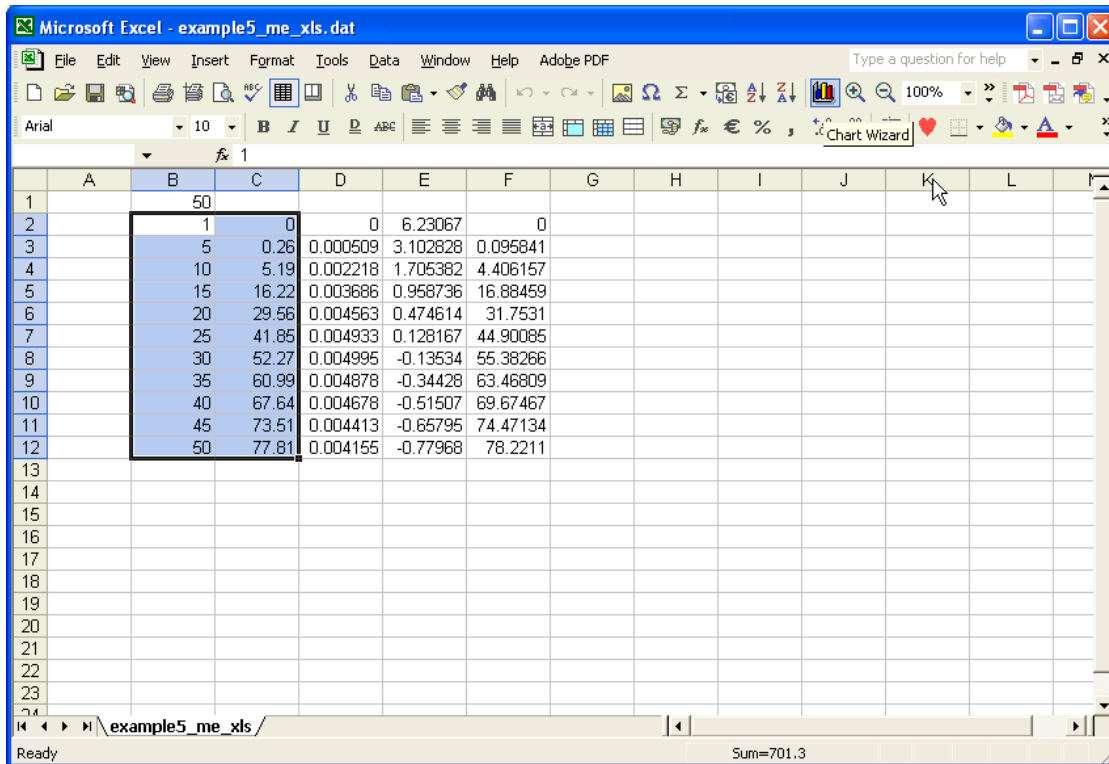 Microsoft Excel - example5_me_xls.dat
File Edit View Insert Format Tools Data Window Help Adobe PDF Type a question for help
ABC Σ Ω 100%
Arial 10 B I U D ABC fx € % , Chart Wizard A
fx 1
A B C D E F G H I J K L
1 50
2 1 0 0 6.23067 0
3 5 0.26 0.000509 3.102828 0.095841
4 10 5.19 0.002218 1.705382 4.406157
5 15 16.22 0.003686 0.958736 16.88459
6 20 29.56 0.004563 0.474614 31.7531
7 25 41.85 0.004933 0.128167 44.90085
8 30 52.27 0.004995 -0.13534 55.38266
9 35 60.99 0.004878 -0.34428 63.46809
10 40 67.64 0.004678 -0.51507 69.67467
11 45 73.51 0.004413 -0.65795 74.47134
12 50 77.81 0.004155 -0.77968 78.2211
13
14
15
16
17
18
19
20
21
22
23
example5_me_xls
Ready Sum=701.3